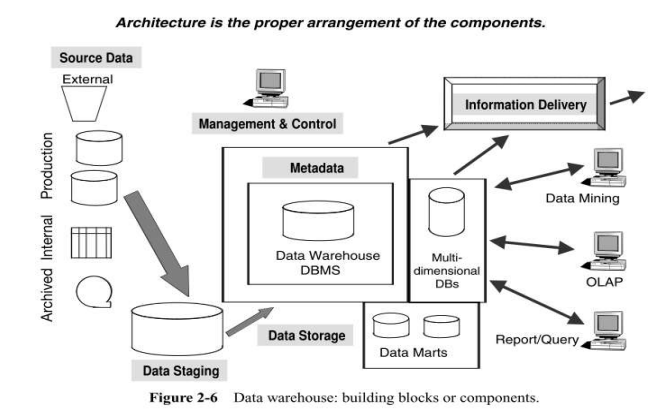 Architecture is the proper arrangement of the components.
Source Data
External
Production
Internal
Archived
Management & Control
Information Delivery
Metadata
Data Warehouse
DBMS
Multi-
dimensional
DBs
Data Mining
OLAP
Report/Query
Data Marts
Data Storage
Data Staging
Figure 2-6 Data warehouse: building blocks or components.